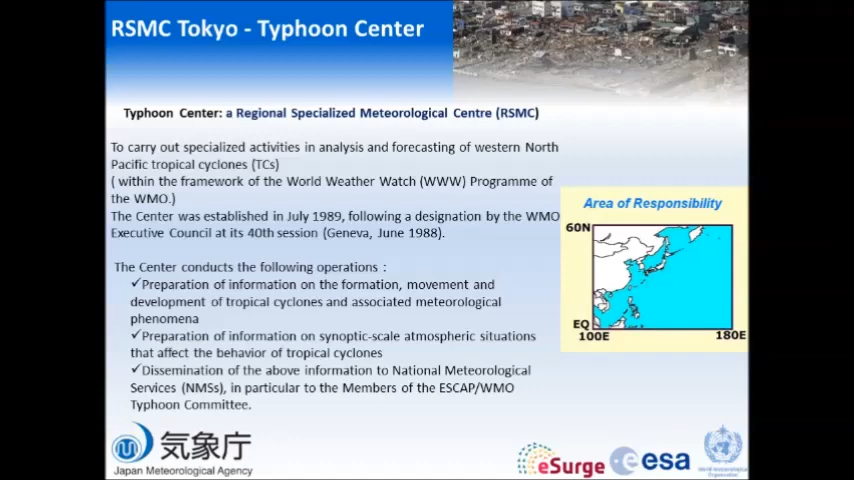 RSMC Tokyo - Typhoon Center
Typhoon Center: a Regional Specialized Meteorological Centre (RSMC)
To carry out specialized activities in analysis and forecasting of western North
Pacific tropical cyclones (TCs)
( within the framework of the World Weather Watch (WWW) Programme of
the WMO.)
The Center was established in July 1989, following a designation by the WMO
Executive Council at its 40th session (Geneva, June 1988).
Area of Responsibility
60N
EQ
100E
180E
The Center conducts the following operations :
✓Preparation of information on the formation, movement and
development of tropical cyclones and associated meteorological
phenomena
✓Preparation of information on synoptic-scale atmospheric situations
that affect the behavior of tropical cyclones
✓Dissemination of the above information to National Meteorological
Services (NMSs), in particular to the Members of the ESCAP/WMO
Typhoon Committee.
気象庁
Japan Meteorological Agency
eSurge
esa
World Meteorological
Organization